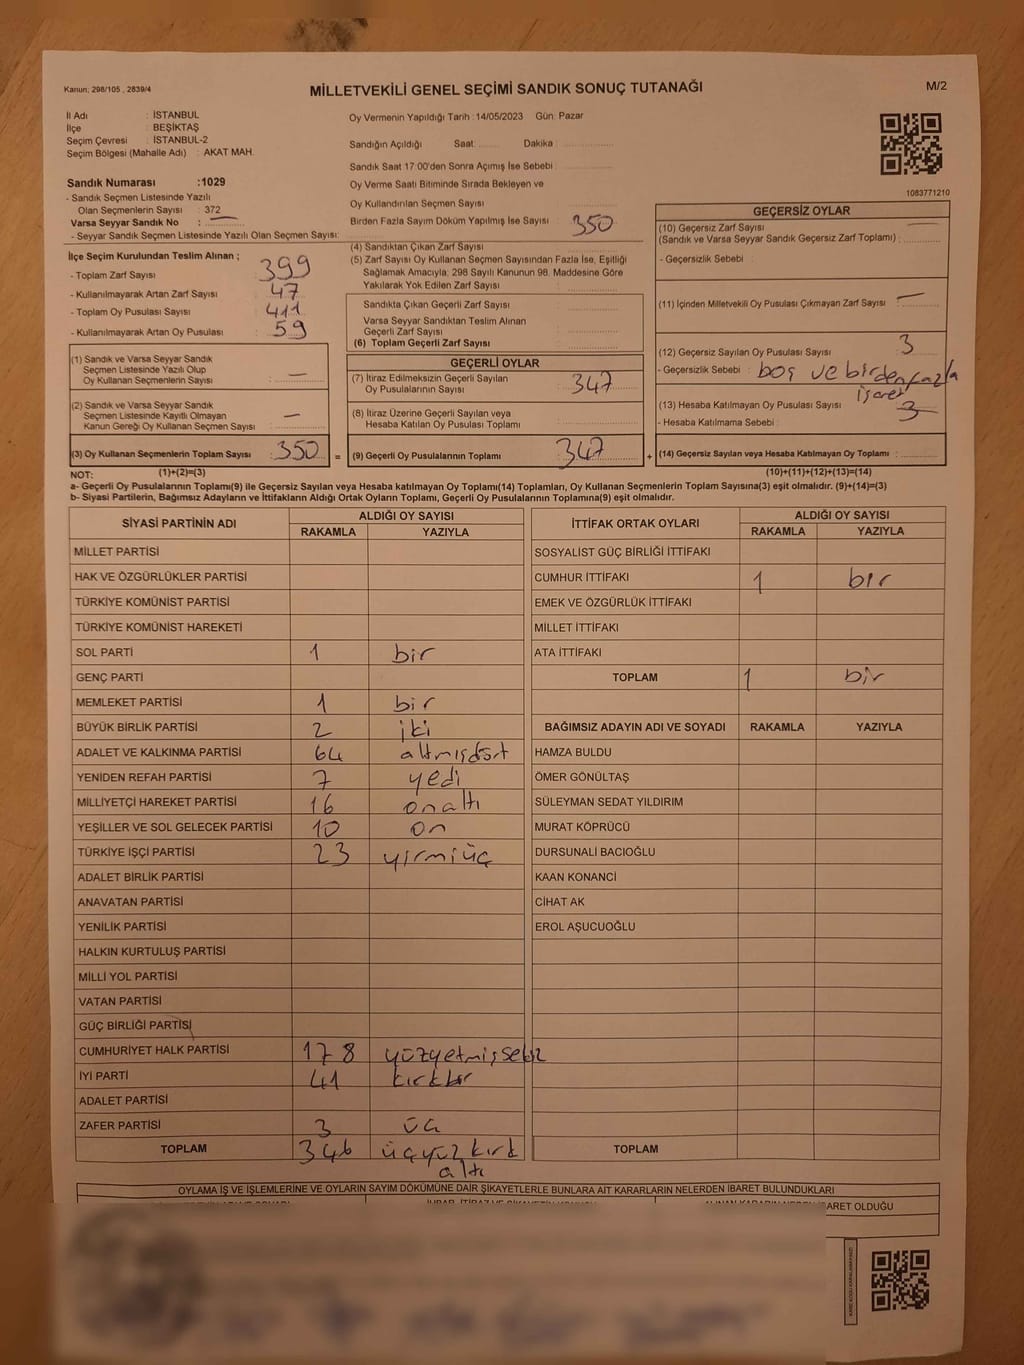 Kanun; 298/105 , 2839/4
MİLLETVEKİLİ GENEL SEÇİMİ SANDIK SONUÇ TUTANAĞI
M/2
İl Adı : İSTANBUL
İlçe : BEŞİKTAŞ
Seçim Çevresi : İSTANBUL-2
Seçim Bölgesi (Mahalle Adı) : AKAT MAH.
Sandık Numarası :1029
- Sandık Seçmen Listesinde Yazılı
Olan Seçmenlerin Sayısı : 372
Varsa Seyyar Sandık No :
- Seyyar Sandık Seçmen Listesinde Yazılı Olan Seçmen Sayısı:
Oy Vermenin Yapıldığı Tarih : 14/05/2023 Gün: Pazar
Sandığın Açıldığı Saat: Dakika :
Sandık Saat 17:00'den Sonra Açımış İse Sebebi :
Oy Verme Saati Bitiminde Sırada Bekleyen ve
Oy Kullandırılan Seçmen Sayısı :
Birden Fazla Sayım Döküm Yapılmış İse Sayısı :
1083771210
İlçe Seçim Kurulundan Teslim Alınan ;
- Toplam Zarf Sayısı : 399
- Kullanılmayarak Artan Zarf Sayısı : 47
- Toplam Oy Pusulası Sayısı : 411
- Kullanılmayarak Artan Oy Pusulası : 59
(1) Sandık ve Varsa Seyyar Sandık
Seçmen Listesinde Yazılı Olup
Oy Kullanan Seçmenlerin Sayısı : —
(2) Sandık ve Varsa Seyyar Sandık
Seçmen Listesinde Kayıtlı Olmayan
Kanun Gereği Oy Kullanan Seçmen Sayısı : —
(3) Oy Kullanan Seçmenlerin Toplam Sayısı : 350
(1)+(2)=(3)
(4) Sandıktan Çıkan Zarf Sayısı : 350
(5) Zarf Sayısı Oy Kullanan Seçmen Sayısından Fazla İse, Eşitliği
Sağlamak Amacıyla; 298 Sayılı Kanunun 98. Maddesine Göre
Yakılarak Yok Edilen Zarf Sayısı :
Sandıkta Çıkan Geçerli Zarf Sayısı :
Varsa Seyyar Sandıktan Teslim Alınan
Geçerli Zarf Sayısı :
(6) Toplam Geçerli Zarf Sayısı :
GEÇERLİ OYLAR
(7) İtiraz Edilmeksizin Geçerli Sayılan
Oy Pusulalarının Sayısı : 347
(8) İtiraz Üzerine Geçerli Sayılan veya
Hesaba Katılan Oy Pusulası Toplamı :
= (9) Geçerli Oy Pusulalarının Toplamı : 347
GEÇERSİZ OYLAR
(10) Geçersiz Zarf Sayısı
(Sandık ve Varsa Seyyar Sandık Geçersiz Zarf Toplamı) :
- Geçersizlik Sebebi :
(11) İçinden Milletvekili Oy Pusulası Çıkmayan Zarf Sayısı : —
(12) Geçersiz Sayılan Oy Pusulası Sayısı : 3
- Geçersizlik Sebebi : boş ve birden fazla
işaret
(13) Hesaba Katılmayan Oy Pusulası Sayısı : 3
- Hesaba Katılmama Sebebi :
+ (14) Geçersiz Sayılan veya Hesaba Katılmayan Oy Toplamı :
(10)+(11)+(12)+(13)=(14)
NOT:
a- Geçerli Oy Pusulalarının Toplamı(9) ile Geçersiz Sayılan veya Hesaba katılmayan Oy Toplamı(14) Toplamları, Oy Kullanan Seçmenlerin Toplam Sayısına(3) eşit olmalıdır. (9)+(14)=(3)
b- Siyasi Partilerin, Bağımsız Adayların ve İttifakların Aldığı Ortak Oyların Toplamı, Geçerli Oy Pusulalarının Toplamına(9) eşit olmalıdır.
SİYASİ PARTİNİN ADI ALDIĞI OY SAYISI
RAKAMLA YAZIYLA
MİLLET PARTİSİ
HAK VE ÖZGÜRLÜKLER PARTİSİ
TÜRKİYE KOMÜNİST PARTİSİ
TÜRKİYE KOMÜNİST HAREKETİ
SOL PARTİ 1 bir
GENÇ PARTİ
MEMLEKET PARTİSİ 1 bir
BÜYÜK BİRLİK PARTİSİ 2 iki
ADALET VE KALKINMA PARTİSİ 64 altmışdört
YENİDEN REFAH PARTİSİ 7 yedi
MİLLİYETÇİ HAREKET PARTİSİ 16 onaltı
YEŞİLLER VE SOL GELECEK PARTİSİ 10 on
TÜRKİYE İŞÇİ PARTİSİ 23 yirmiüç
ADALET BİRLİK PARTİSİ
ANAVATAN PARTİSİ
YENİLİK PARTİSİ
HALKIN KURTULUŞ PARTİSİ
MİLLİ YOL PARTİSİ
VATAN PARTİSİ
GÜÇ BİRLİĞİ PARTİSİ
CUMHURİYET HALK PARTİSİ 178 yüzyetmişsekiz
İYİ PARTİ 41 kırkbir
ADALET PARTİSİ
ZAFER PARTİSİ 3 üç
TOPLAM 346 üçyüz kırk
altı
İTTİFAK ORTAK OYLARI ALDIĞI OY SAYISI
RAKAMLA YAZIYLA
SOSYALİST GÜÇ BİRLİĞİ İTTİFAKI
CUMHUR İTTİFAKI 1 bir
EMEK VE ÖZGÜRLÜK İTTİFAKI
MİLLET İTTİFAKI
ATA İTTİFAKI
TOPLAM 1 bir
BAĞIMSIZ ADAYIN ADI VE SOYADI RAKAMLA YAZIYLA
HAMZA BULDU
ÖMER GÖNÜLTAŞ
SÜLEYMAN SEDAT YILDIRIM
MURAT KÖPRÜCÜ
DURSUNALİ BACIOĞLU
KAAN KONANCİ
CİHAT AK
EROL AŞUCUOĞLU
TOPLAM
OYLAMA İŞ VE İŞLEMLERİNE VE OYLARIN SAYIM DÖKÜMÜNE DAİR ŞİKAYETLERLE BUNLARA AİT KARARLARIN NELERDEN İBARET BULUNDUKLARI
İBARET OLDUĞU